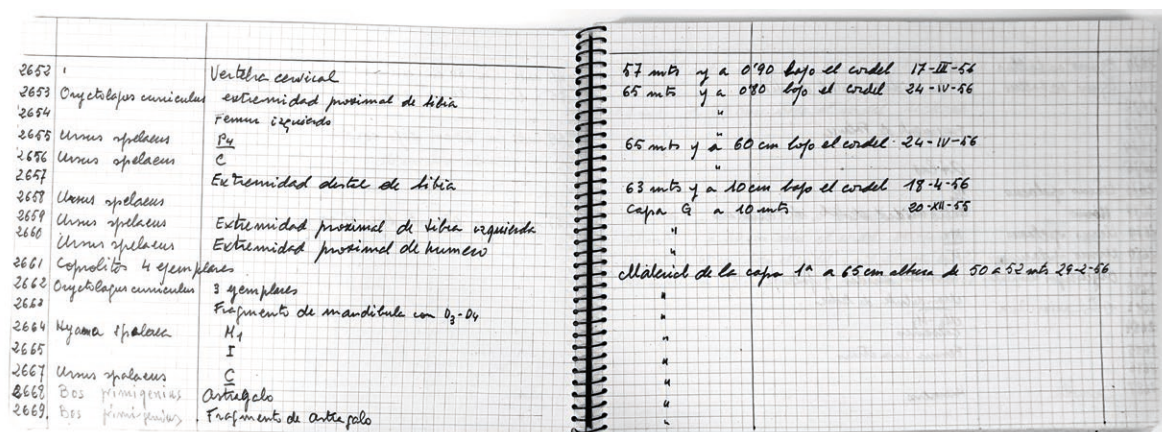 2652 ' Vertebra cervical 57 mts y a 0'90 bajo el cordel 17-III-56
2653 Oryctolagus cuniculus extremidad proximal de tibia 65 mts y a 0'80 bajo el cordel 24-IV-56
2654 Femur izquierdo "
2655 Ursus spelaeus P4 65 mts y a 60 cm bajo el cordel. 24-IV-56
2656 Ursus spelaeus C "
2657 Extremidad distal de tibia 63 mts y a 10 cm bajo el cordel 18-4-56
2658 Ursus spelaeus Capa G a 10 mts 20-XII-55
2659 Ursus spelaeus Extremidad proximal de tibia izquierda "
2660 Ursus spelaeus Extremidad proximal de humero "
2661 Coprolitos 4 ejemplares Material de la capa 1ª a 65 cm altura de 50 a 52 mts 29-2-56
2662 Oryctolagus cuniculus 3 ejemplares "
2663 Fragmento de mandibula con D3-D4 "
2664 Hyaena spelaea M1 "
2665 I "
2667 Ursus spelaeus C "
2668 Bos primigenius astragalo "
2669. Bos primigenius. Fragmento de astragalo "